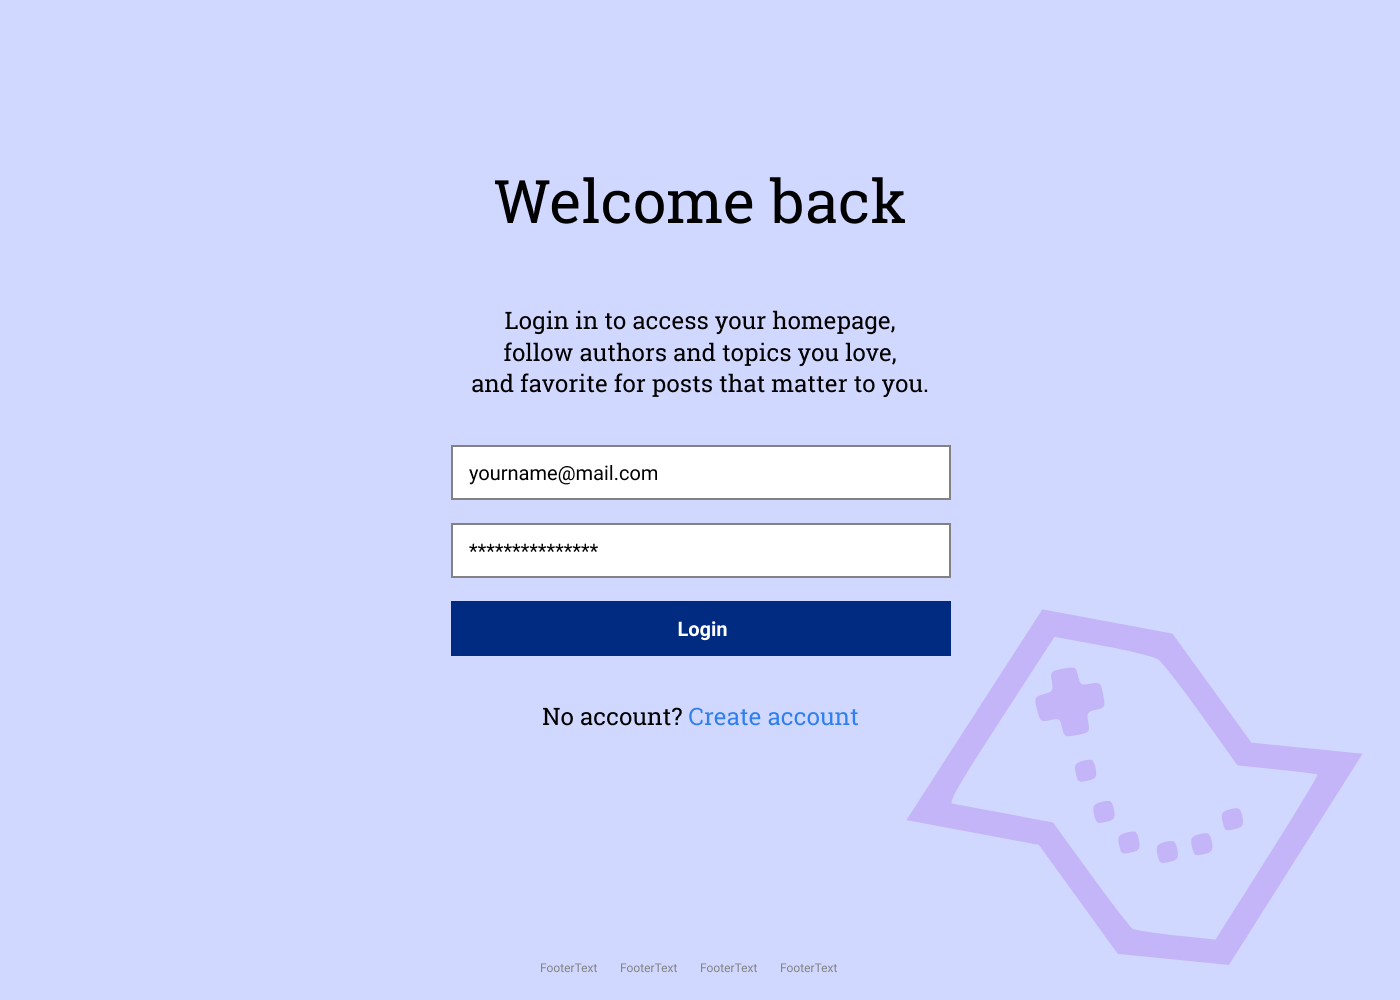 Welcome back
Login in to access your homepage,
follow authors and topics you love,
and favorite for posts that matter to you.
yourname@mail.com
***************
Login
No account? Create account
FooterText FooterText FooterText FooterText